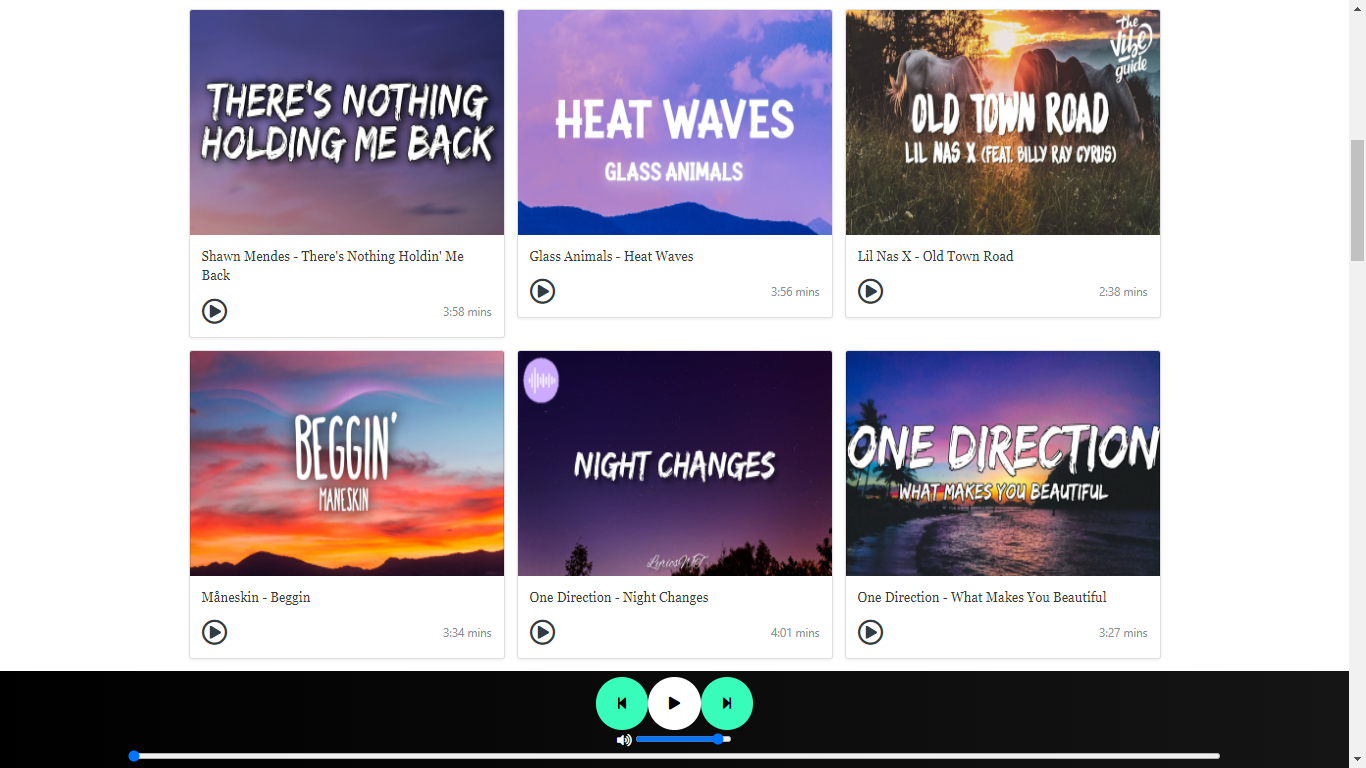 THERE'S NOTHING
HOLDING ME BACK
Shawn Mendes - There's Nothing Holdin' Me
Back
3:58 mins
HEAT WAVES
GLASS ANIMALS
Glass Animals - Heat Waves
3:56 mins
the
Vibe
guide
OLD TOWN ROAD
LIL NAS X (FEAT. BILLY RAY CYRUS)
Lil Nas X - Old Town Road
2:38 mins
BEGGIN'
MANESKIN
Måneskin - Beggin
3:34 mins
NIGHT CHANGES
LyricsWT
One Direction - Night Changes
4:01 mins
ONE DIRECTION
WHAT MAKES YOU BEAUTIFUL
One Direction - What Makes You Beautiful
3:27 mins